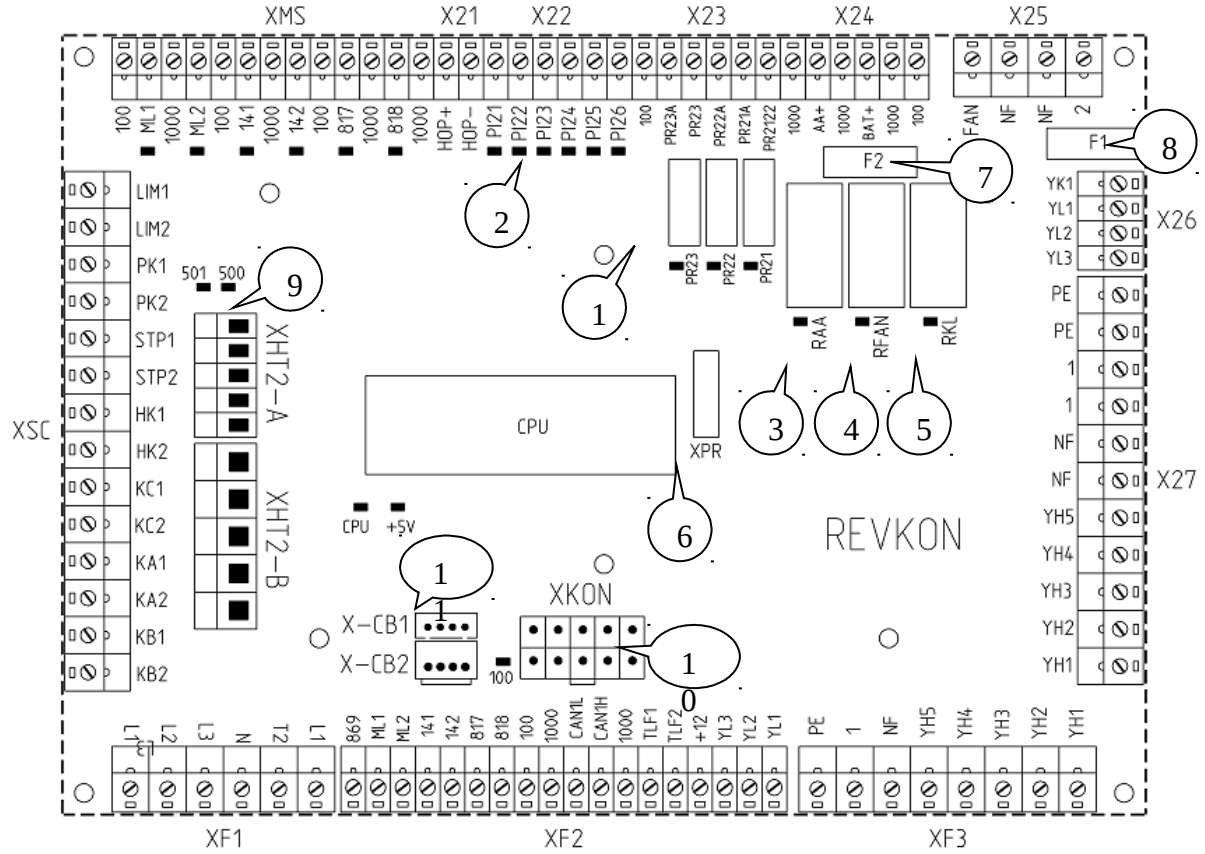 XMS X21 X22 X23 X24 X25
100 ML1 1000 ML2 100 141 1000 142 100 817 1000 818 1000 HOP+ HOP- PI21 PI22 PI23 PI24 PI25 PI26 100 PR23A PR23 PR22A PR21A PR2122 1000 AA+ 1000 BAT+ 1000 100 FAN NF NF 2
F1 8
F2 7
2
1
9
LIM1
LIM2
PK1
PK2
STP1
STP2
HK1
HK2
KC1
KC2
KA1
KA2
KB1
KB2
XSC
501 500
XHT2-A
XHT2-B
PR23 PR22 PR21
RAA RFAN RKL
3 4 5
CPU
XPR
6
CPU +5V
REVKON
YK1
YL1
YL2
YL3
X26
PE
PE
1
1
NF
NF
YH5
YH4
YH3
YH2
YH1
X27
1
1
XKON
X-CB1
X-CB2
100
1
0
L1 L2 L3 N T2 L1
869 ML1 ML2 141 142 817 818 100 1000 CAN1L CAN1H 1000 TLF1 TLF2 +12 YL3 YL2 YL1
PE 1 NF YH5 YH4 YH3 YH2 YH1
XF1 XF2 XF3